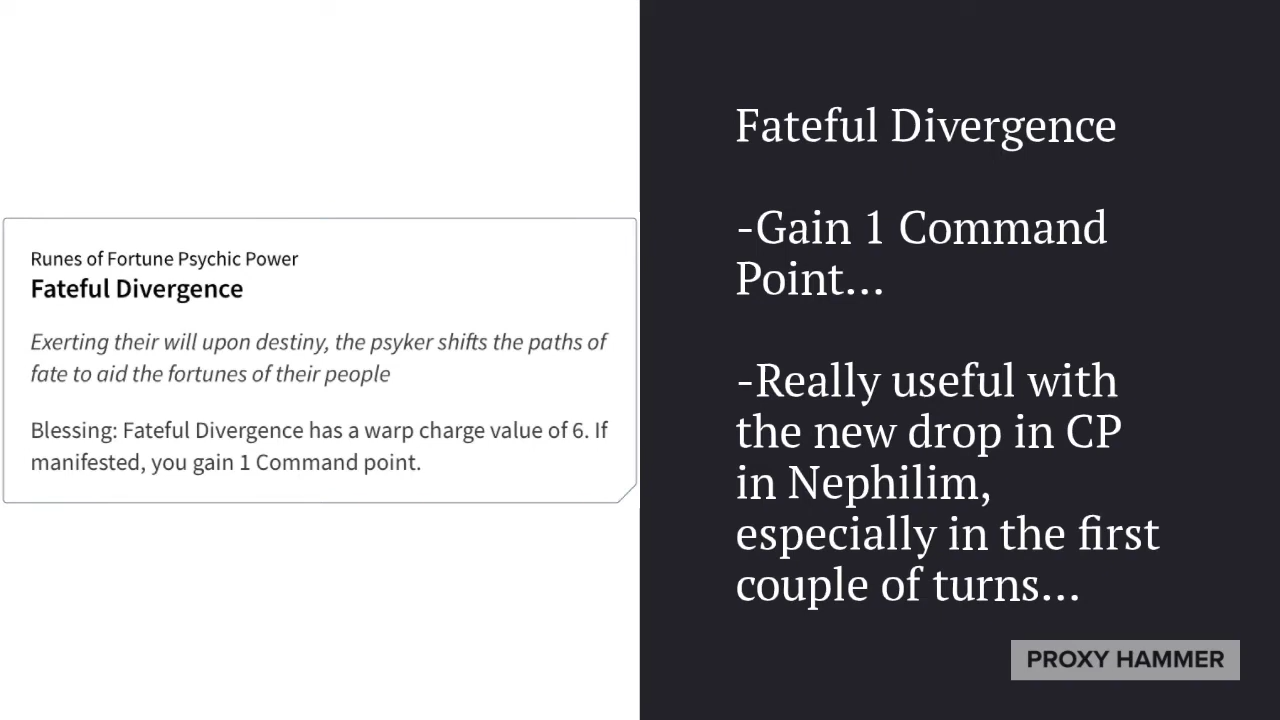 Runes of Fortune Psychic Power
Fateful Divergence
Exerting their will upon destiny, the psyker shifts the paths of
fate to aid the fortunes of their people
Blessing: Fateful Divergence has a warp charge value of 6. If
manifested, you gain 1 Command point.
Fateful Divergence
-Gain 1 Command
Point...
-Really useful with
the new drop in CP
in Nephilim,
especially in the first
couple of turns...
PROXY HAMMER